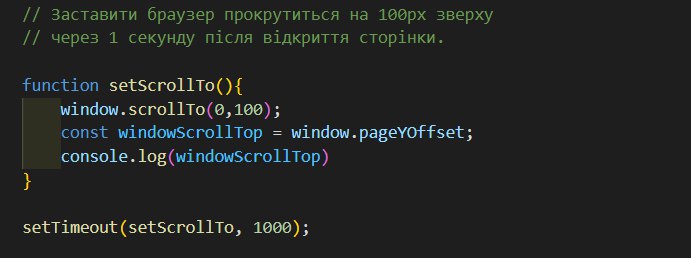 // Заставити браузер прокрутиться на 100px зверху
// через 1 секунду після відкриття сторінки.
function setScrollTo(){
window.scrollTo(0,100);
const windowScrollTop = window.pageYOffset;
console.log(windowScrollTop)
}
setTimeout(setScrollTo, 1000);